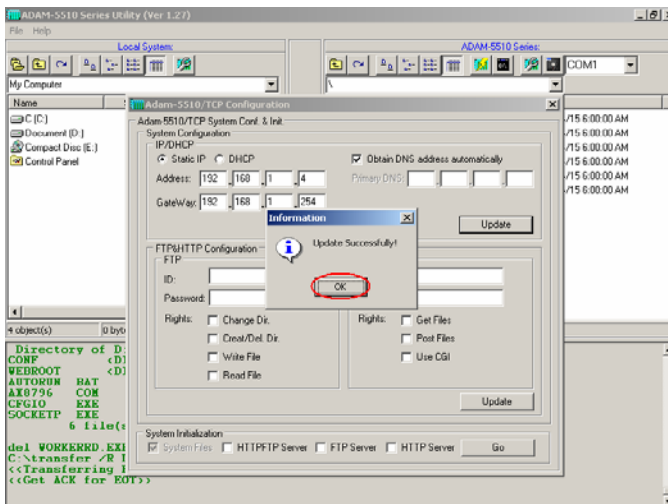 ADAM-5510 Series Utility (Ver 1.27)
File Help
Local System:
ADAM-5510 Series:
COM1
My Computer
\
Name
C (C:)
Document (D:)
Compact Disc (E:)
Control Panel
/15 6:00:00 AM
/15 6:00:00 AM
/15 6:00:00 AM
/15 6:00:00 AM
/15 6:00:00 AM
/15 6:00:00 AM
Adam-5510/TCP Configuration
Adam-5510/TCP System Conf. & Init.
System Configuration
IP/DHCP
Static IP DHCP
Obtain DNS address automatically
Address: 192 .168 .1 .4
Primary DNS:
GateWay: 192 .168 .1 .254
Update
Information
Update Successfully!
OK
FTP&HTTP Configuration
FTP
ID:
Password:
Rights: Change Dir.
Creat/Del. Dir.
Write File
Read File
Rights: Get Files
Post Files
Use CGI
Update
System Initialization
System Files HTTPFTP Server FTP Server HTTP Server Go
4 object(s)
0 byt
Directory of D:
CONF <D
WEBROOT <D
AUTORUN BAT
AX8796 COM
CFGIO EXE
SOCKETP EXE
6 file(s
del WORKERRD.EXE
C:\transfer /R
<<Transferring
<<Get ACK for EOT>>